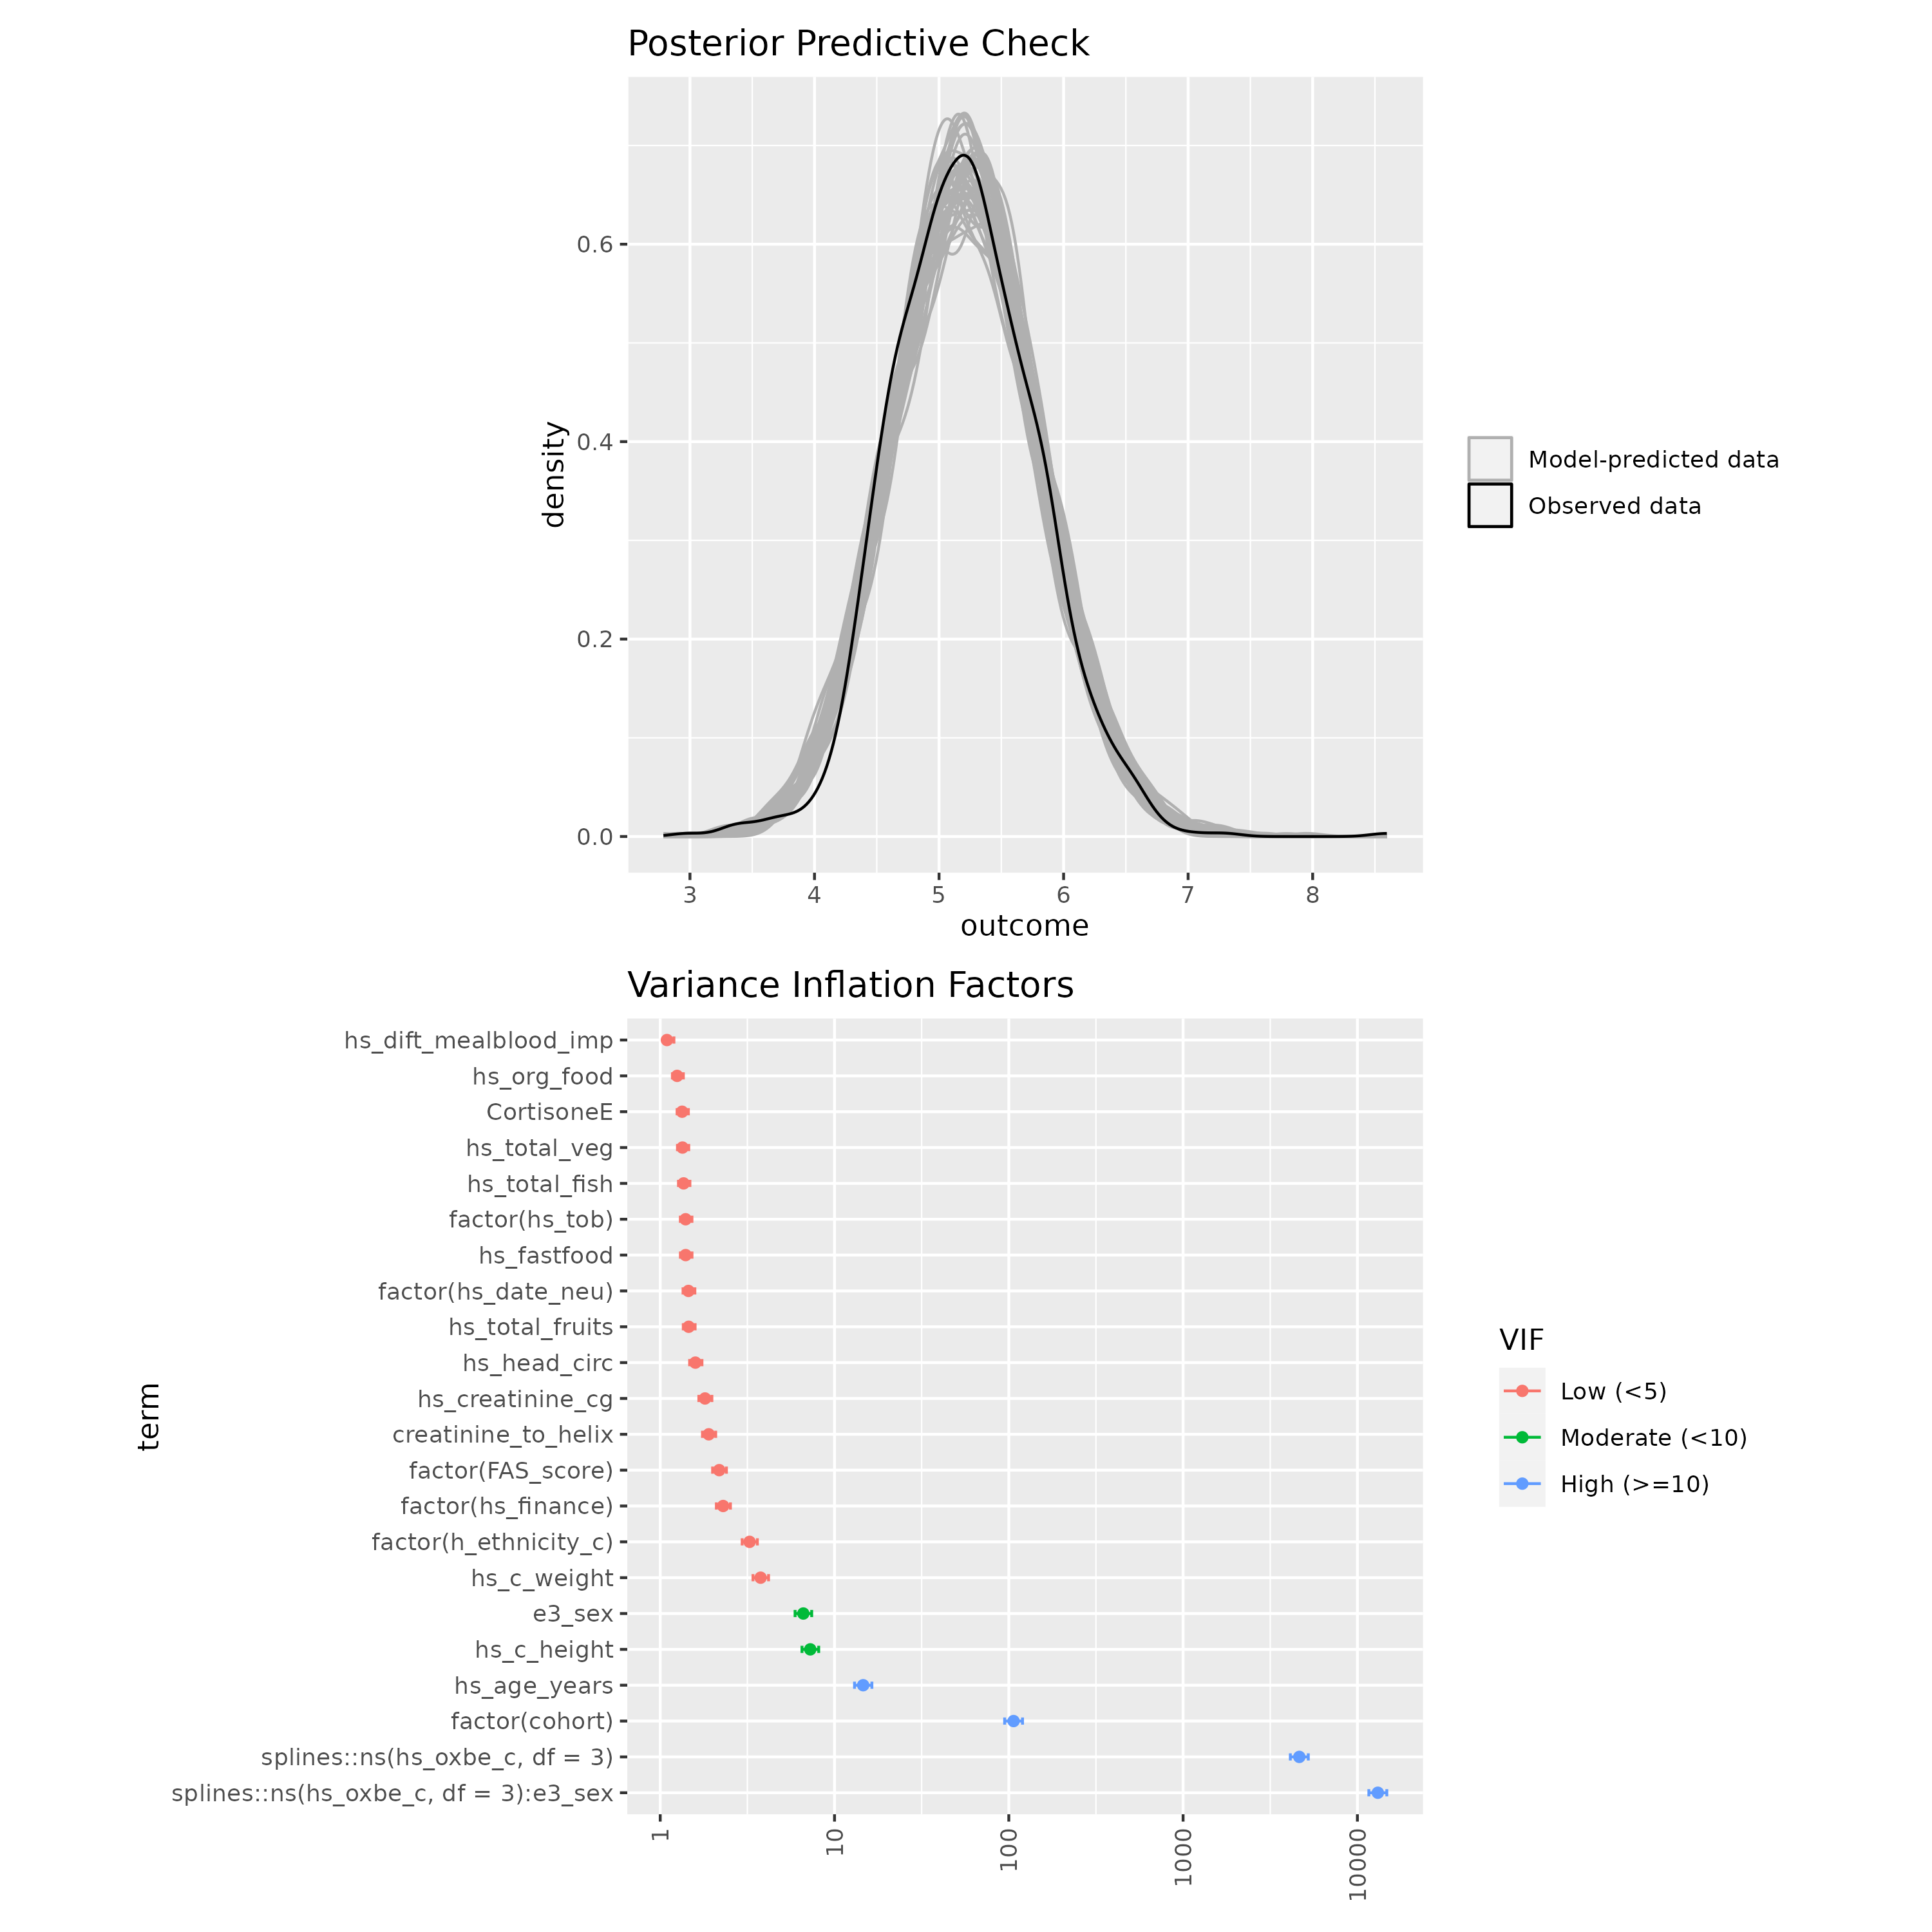 Posterior Predictive Check
0.6
0.4
0.2
0.0
density
3 4 5 6 7 8
outcome
Model-predicted data
Observed data
Variance Inflation Factors
term
hs_dift_mealblood_imp
hs_org_food
CortisoneE
hs_total_veg
hs_total_fish
factor(hs_tob)
hs_fastfood
factor(hs_date_neu)
hs_total_fruits
hs_head_circ
hs_creatinine_cg
creatinine_to_helix
factor(FAS_score)
factor(hs_finance)
factor(h_ethnicity_c)
hs_c_weight
e3_sex
hs_c_height
hs_age_years
factor(cohort)
splines::ns(hs_oxbe_c, df = 3)
splines::ns(hs_oxbe_c, df = 3):e3_sex
1 10 100 1000 10000
VIF
Low (<5)
Moderate (<10)
High (>=10)